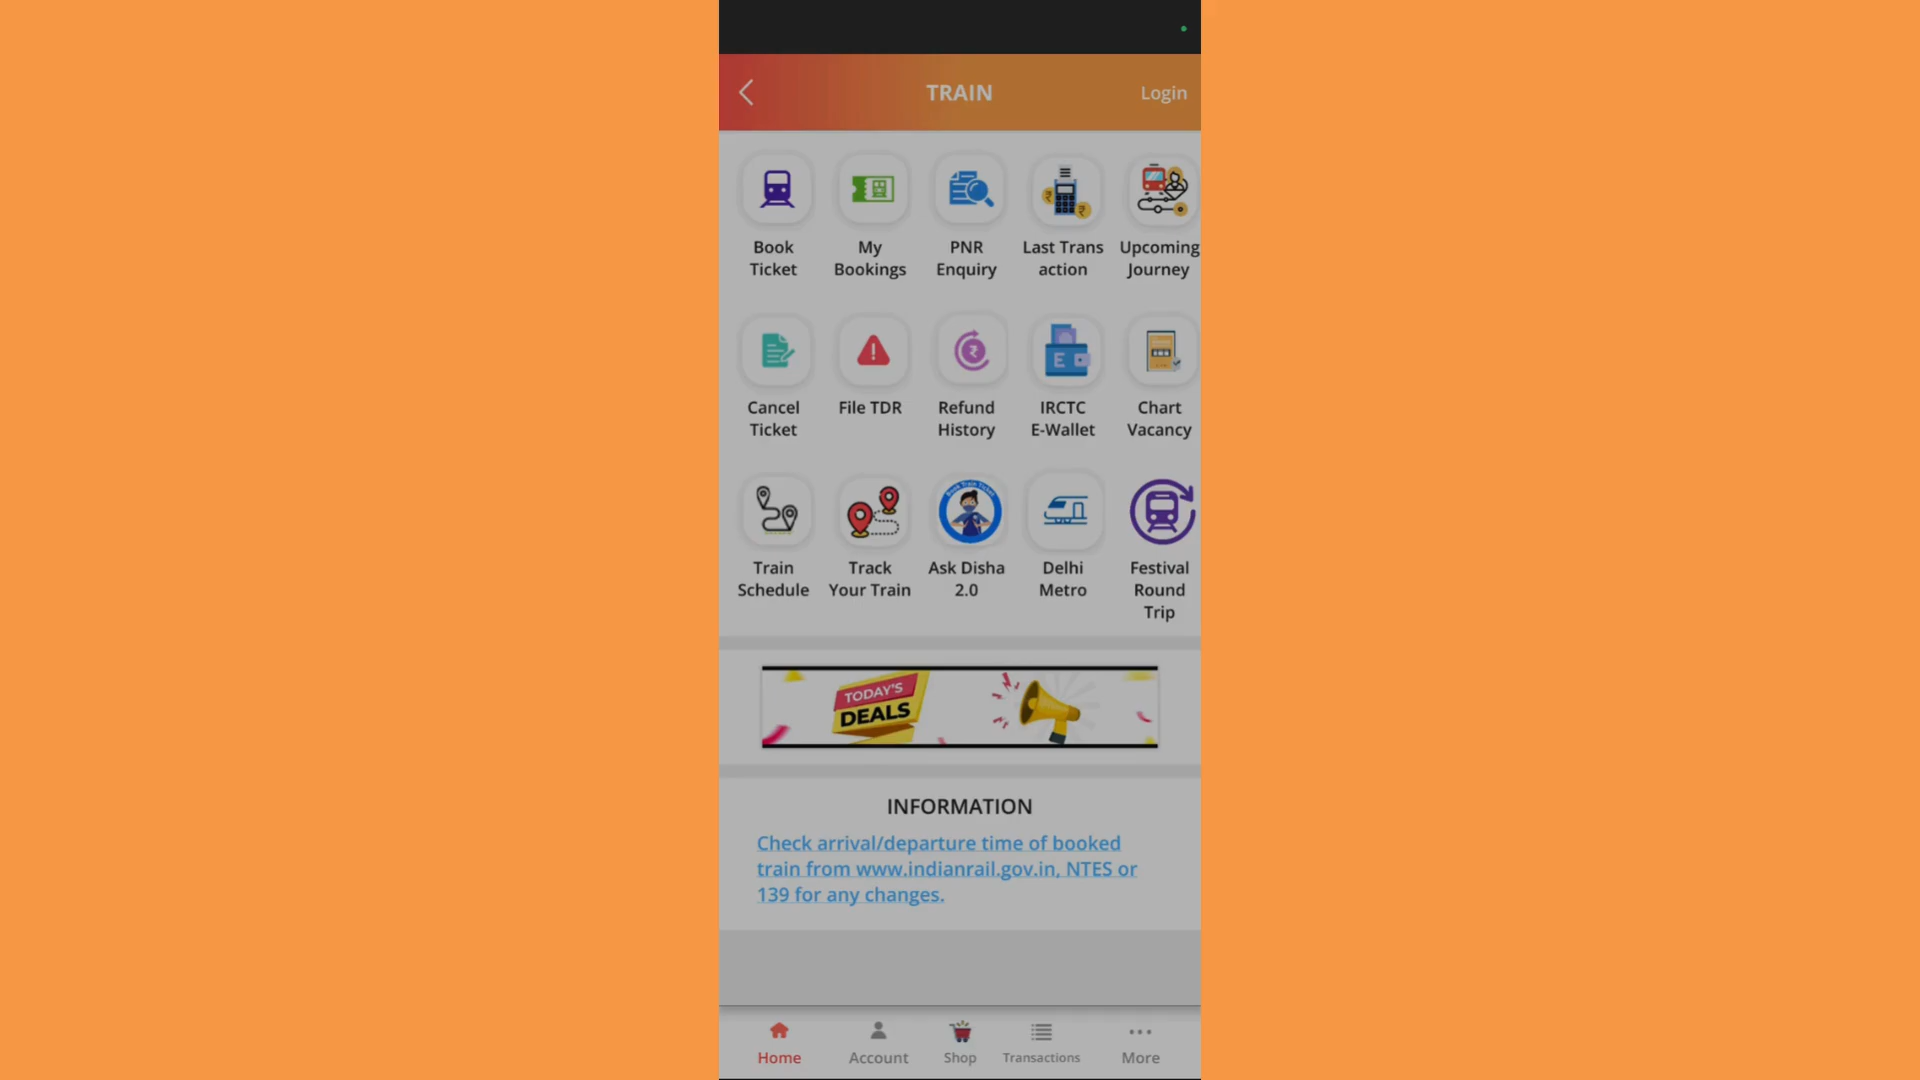 TRAIN
Login
Book
Ticket
My
Bookings
PNR
Enquiry
Last Trans
action
Upcoming
Journey
Cancel
Ticket
File TDR
Refund
History
E
IRCTC
E-Wallet
Chart
Vacancy
Train
Schedule
Track
Your Train
Book Train Ticket
Ask Disha
2.0
Delhi
Metro
Festival
Round
Trip
TODAY'S
DEALS
INFORMATION
Check arrival/departure time of booked
train from www.indianrail.gov.in, NTES or
139 for any changes.
Home
Account
Shop
Transactions
More